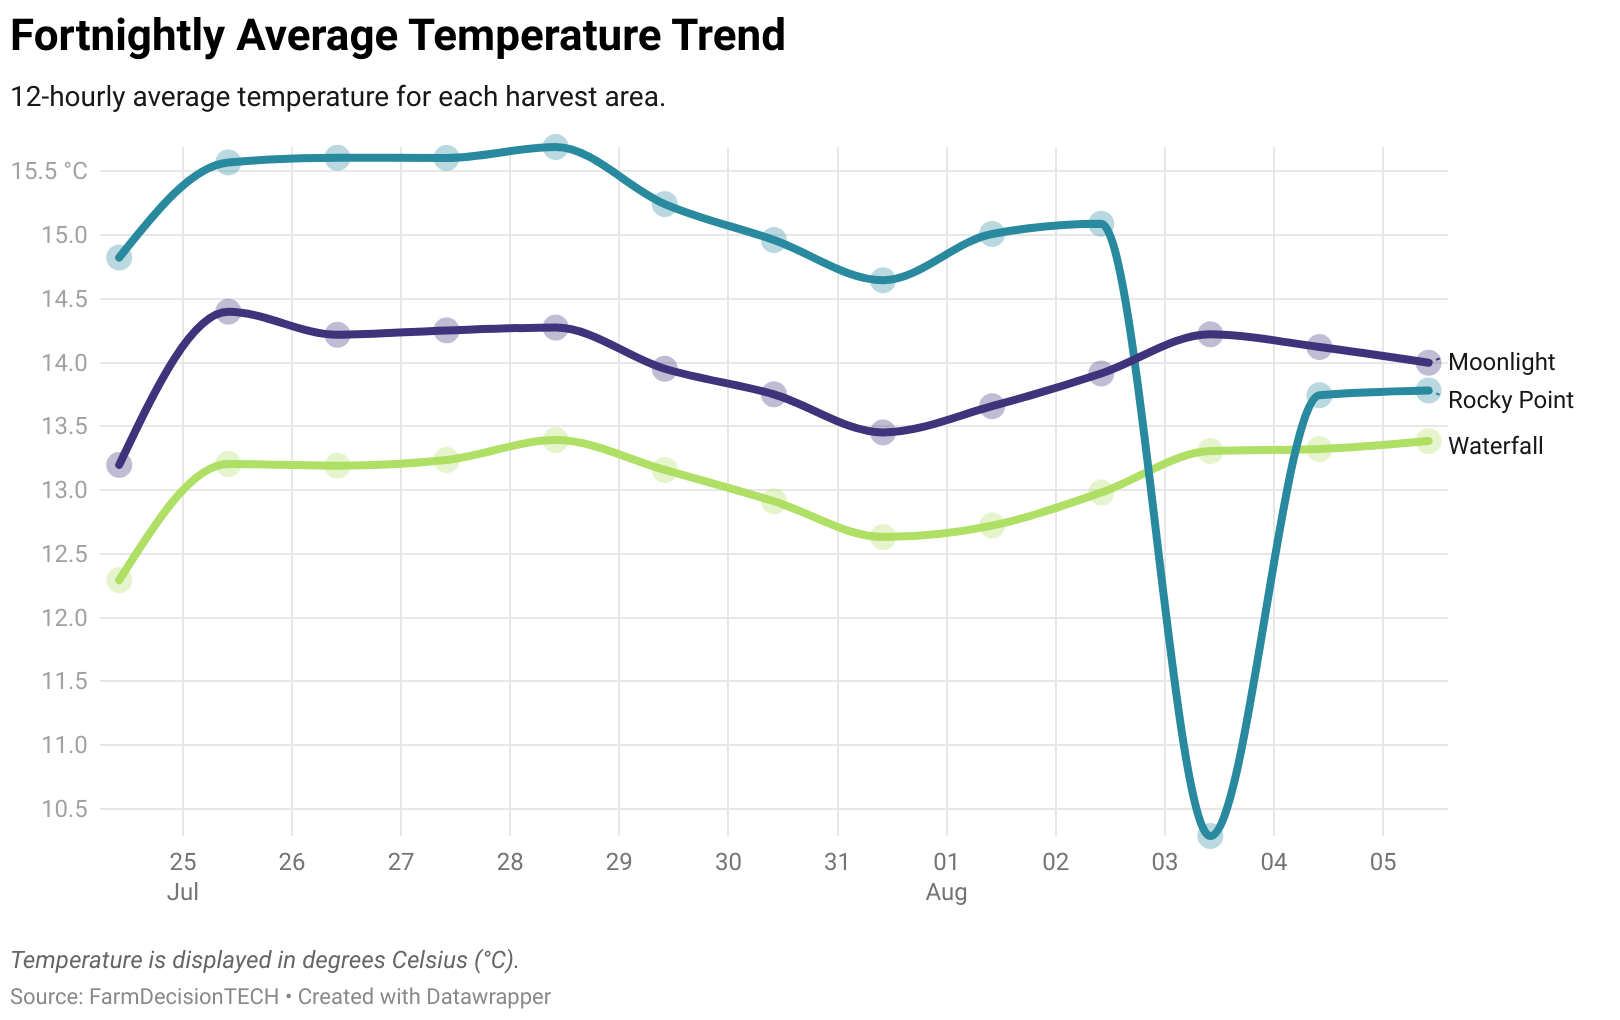 Fortnightly Average Temperature Trend
12-hourly average temperature for each harvest area.
15.5 °C
15.0
14.5
14.0
13.5
13.0
12.5
12.0
11.5
11.0
10.5
Moonlight
Rocky Point
Waterfall
25 26 27 28 29 30 31 01 02 03 04 05
Jul Aug
Temperature is displayed in degrees Celsius (°C).
Source: FarmDecisionTECH • Created with Datawrapper